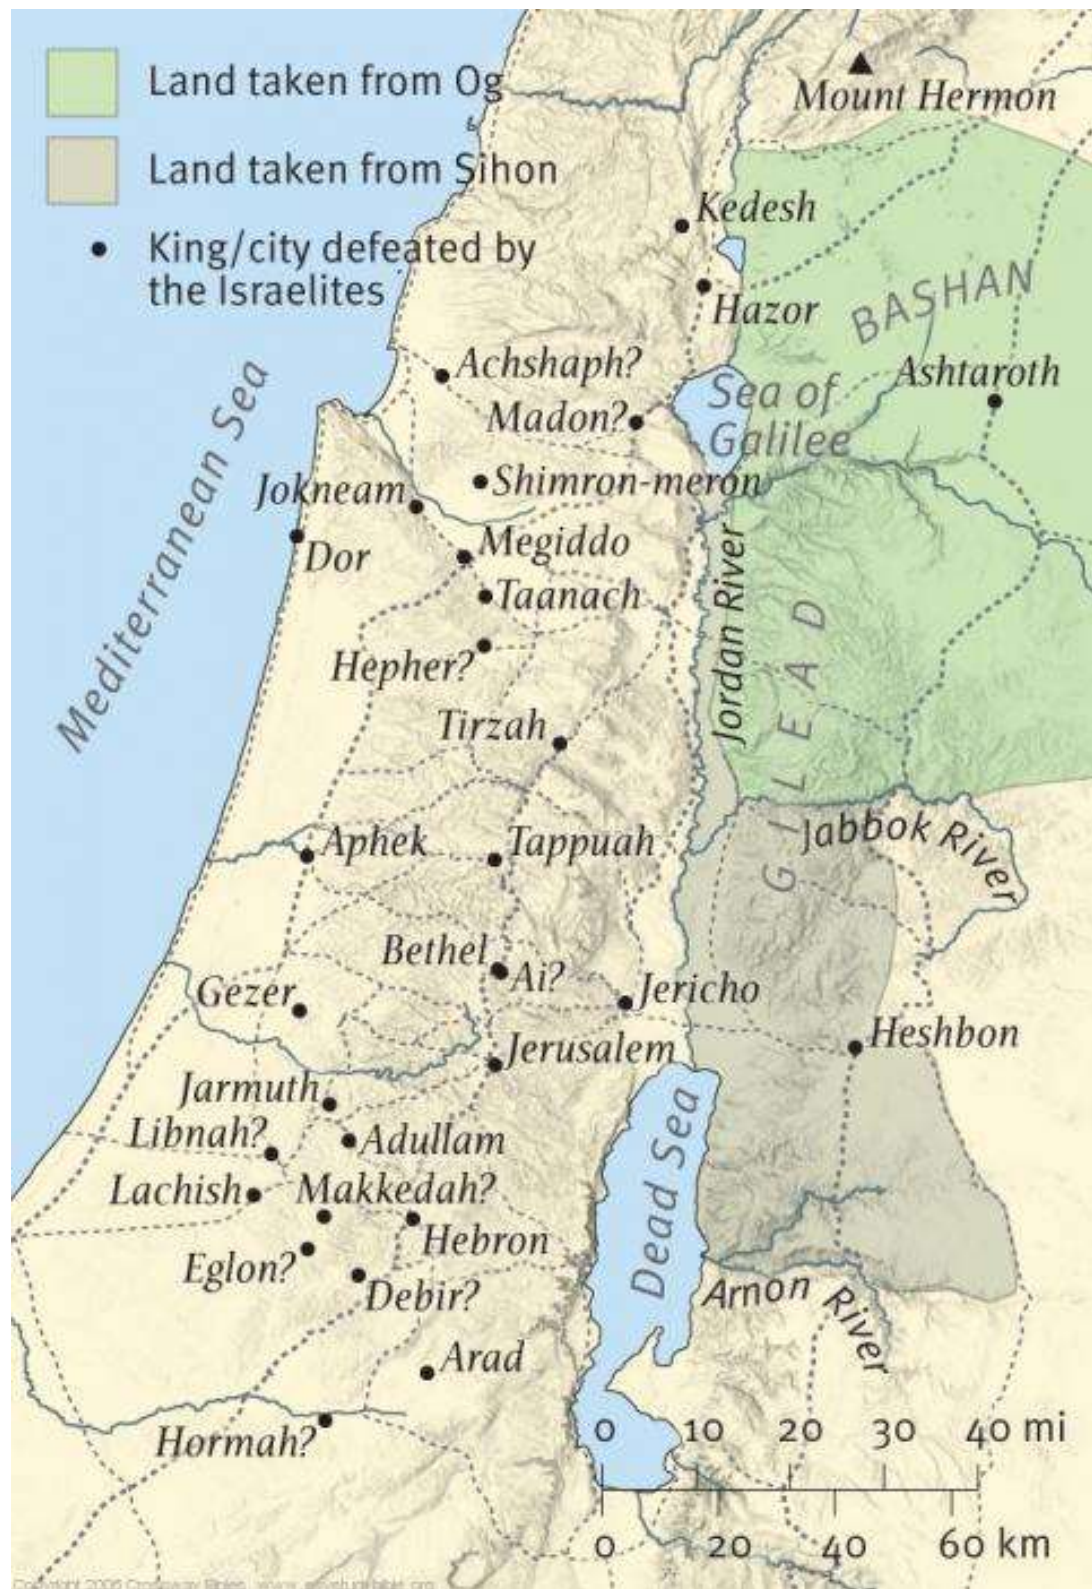 Land taken from Og
Land taken from Sihon
King/city defeated by
the Israelites
Mount Hermon
Kedesh
Hazor
BASHAN
Achshaph?
Ashtaroth
Sea of
Galilee
Madon?
Mediterranean Sea
Shimron-meron
Jokneam
Dor
Megiddo
Taanach
Jordan River
Hepher?
GILEAD
Tirzah
Aphek
Tappuah
Jabbok River
Bethel
Ai?
Gezer
Jericho
Heshbon
Jerusalem
Jarmuth
Libnah?
Adullam
Lachish
Makkedah?
Dead Sea
Hebron
Eglon?
Debir?
Arnon River
Arad
Hormah?
0 10 20 30 40 mi
0 20 40 60 km